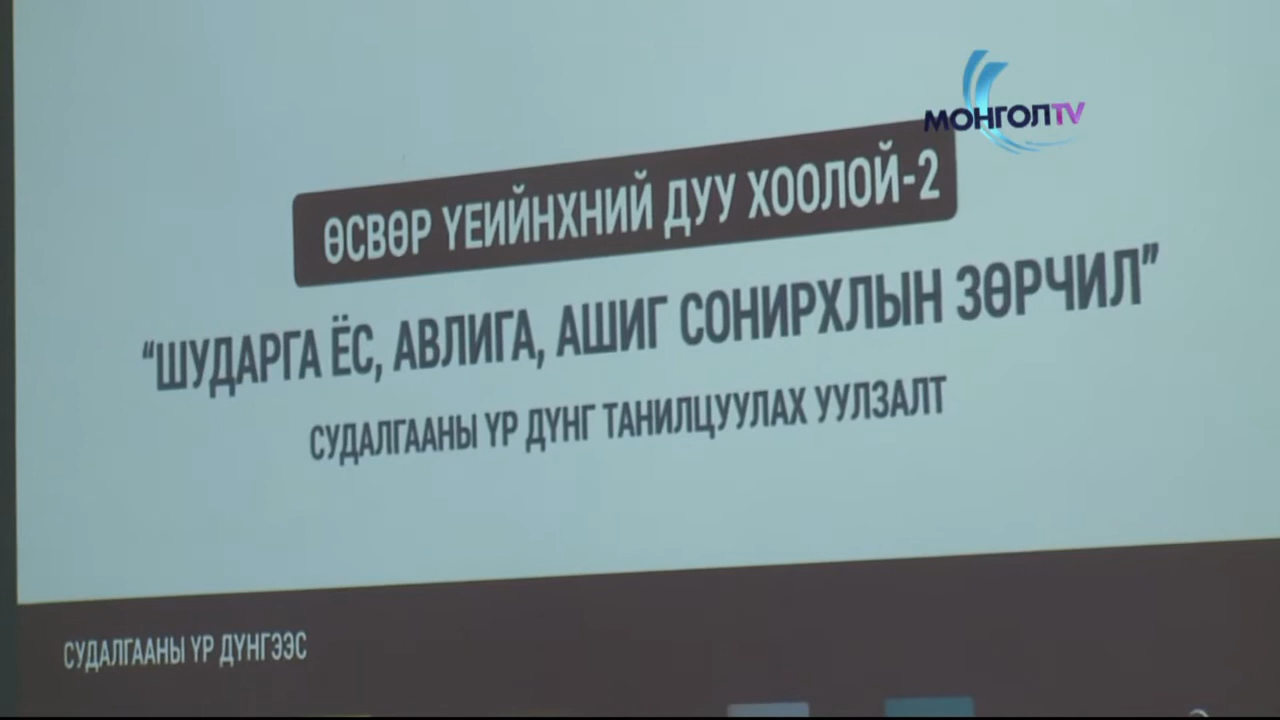 МОНГОЛTV
ӨСВӨР ҮЕИЙНХНИЙ ДУУ ХООЛОЙ-2
“ШУДАРГА ЁС, АВЛИГА, АШИГ СОНИРХЛЫН ЗӨРЧИЛ”
СУДАЛГААНЫ ҮР ДҮНГ ТАНИЛЦУУЛАХ УУЛЗАЛТ
СУДАЛГААНЫ ҮР ДҮНГЭЭС